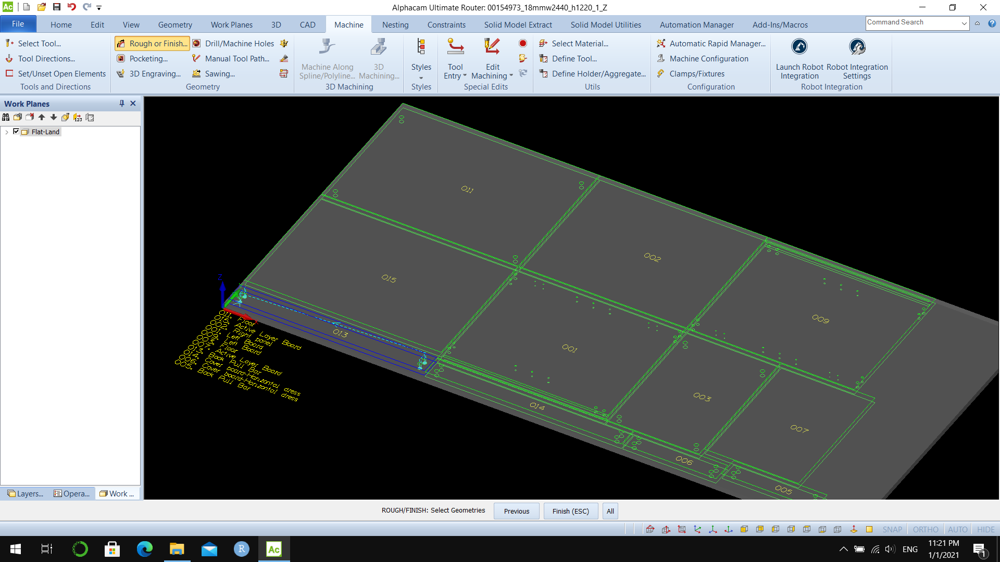 Ac
Alphacam Ultimate Router: 00154973_18mmw2440_h1220_1_Z
File Home Edit View Geometry Work Planes 3D CAD Machine Nesting Constraints Solid Model Extract Solid Model Utilities Automation Manager Add-Ins/Macros Command Search
Select Tool...
Tool Directions...
Set/Unset Open Elements
Tools and Directions
Rough or Finish...
Pocketing...
3D Engraving...
Drill/Machine Holes
Manual Tool Path...
Sawing...
Geometry
Machine Along
Spline/Polyline...
3D
Machining...
3D Machining
Styles
Styles
Tool
Entry
Edit
Machining
Special Edits
Select Material...
Define Tool...
Define Holder/Aggregate...
Utils
Automatic Rapid Manager...
Machine Configuration
Clamps/Fixtures
Configuration
Launch Robot
Integration
Robot Integration
Settings
Robot Integration
Work Planes
123
Flat-Land
Layers... Opera... Work ...
011
002
015
009
013
001
003
014
007
006
005
Z
X
011. Floor
015. Active Layer Board
002. Right panel
001. Left Board
009. Left Board
003. Floor Board
007. Active Layer Board
013. Back Pull Bar
014. Cover board-Horizontal dress
006. Cover board-Horizontal dress
005. Back Pull Bar
ROUGH/FINISH: Select Geometries Previous Finish (ESC) All
SNAP ORTHO AUTO HIDE
R Ac ENG
11:21 PM
1/1/2021
1